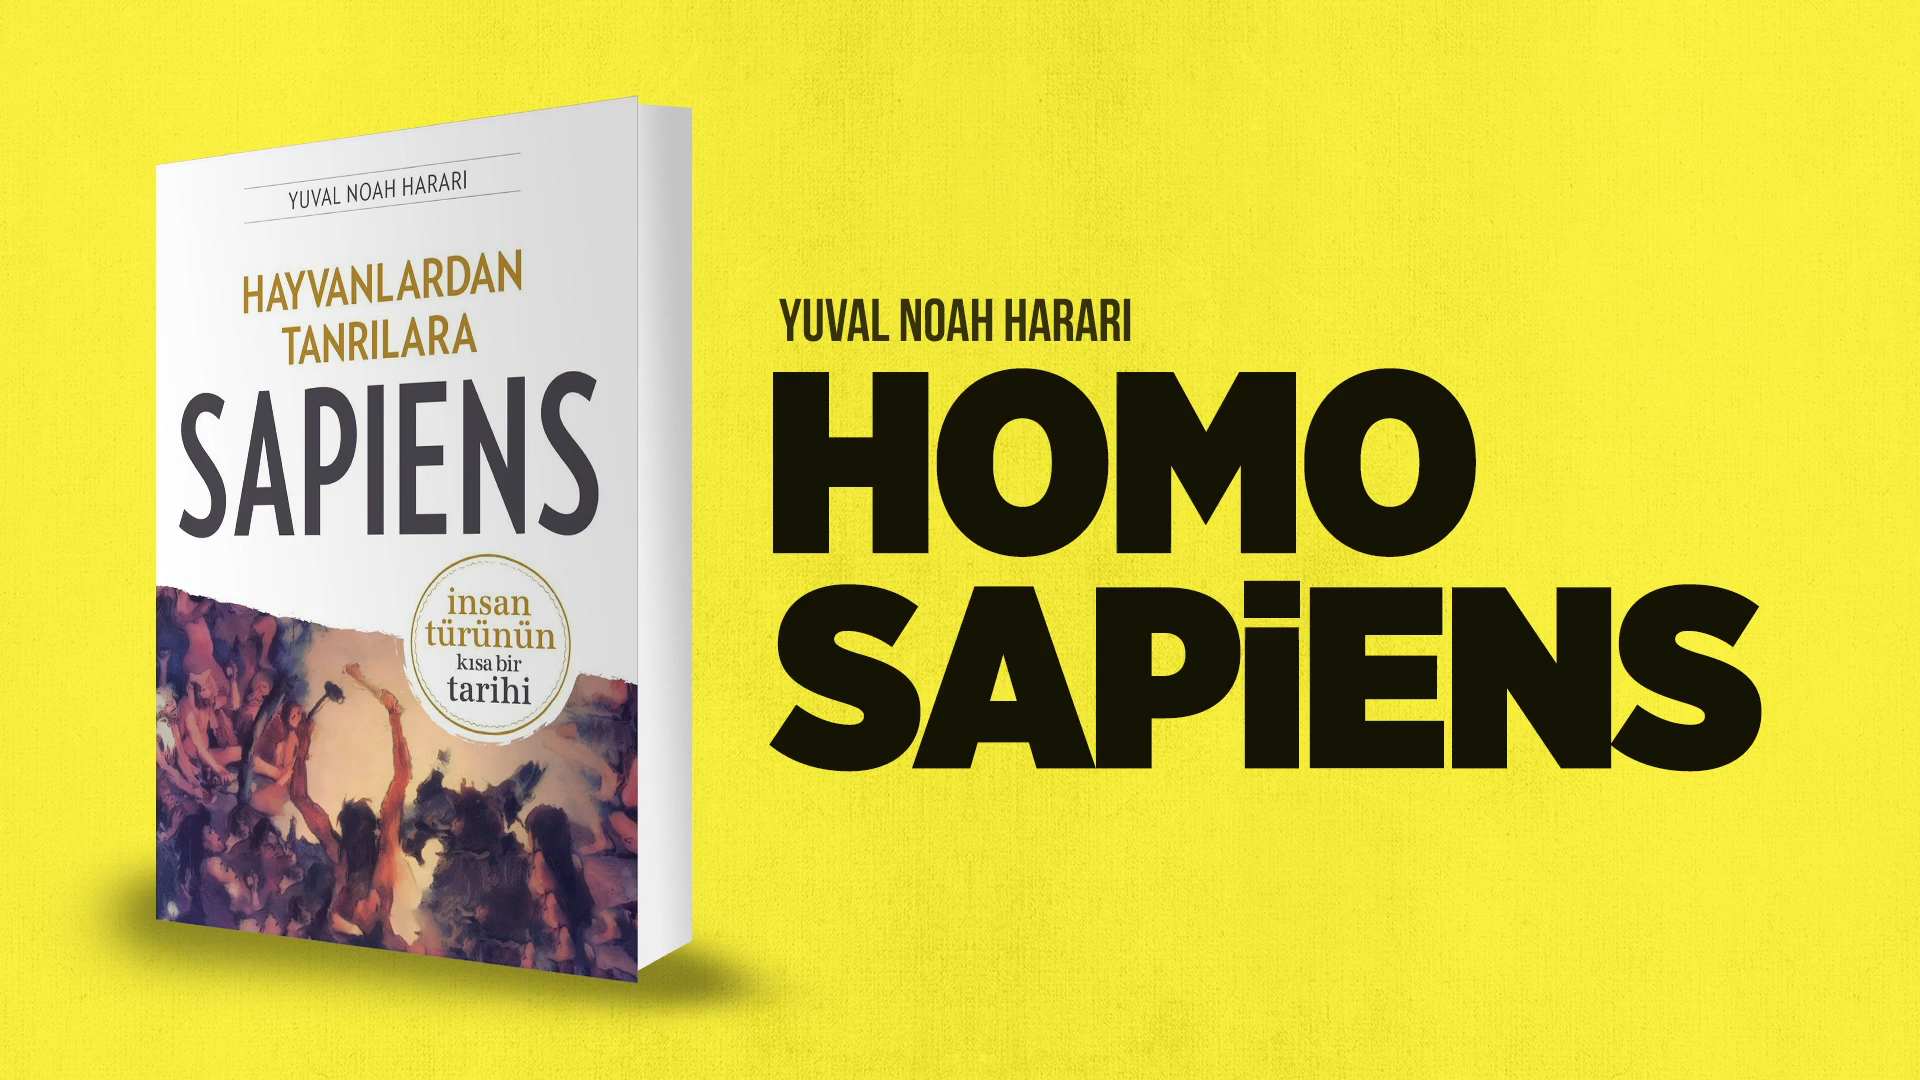 YUVAL NOAH HARARI
HAYVANLARDAN
TANRILARA
SAPIENS
insan
türünün
kısa bir
tarihi
YUVAL NOAH HARARI
HOMO
SAPiENS